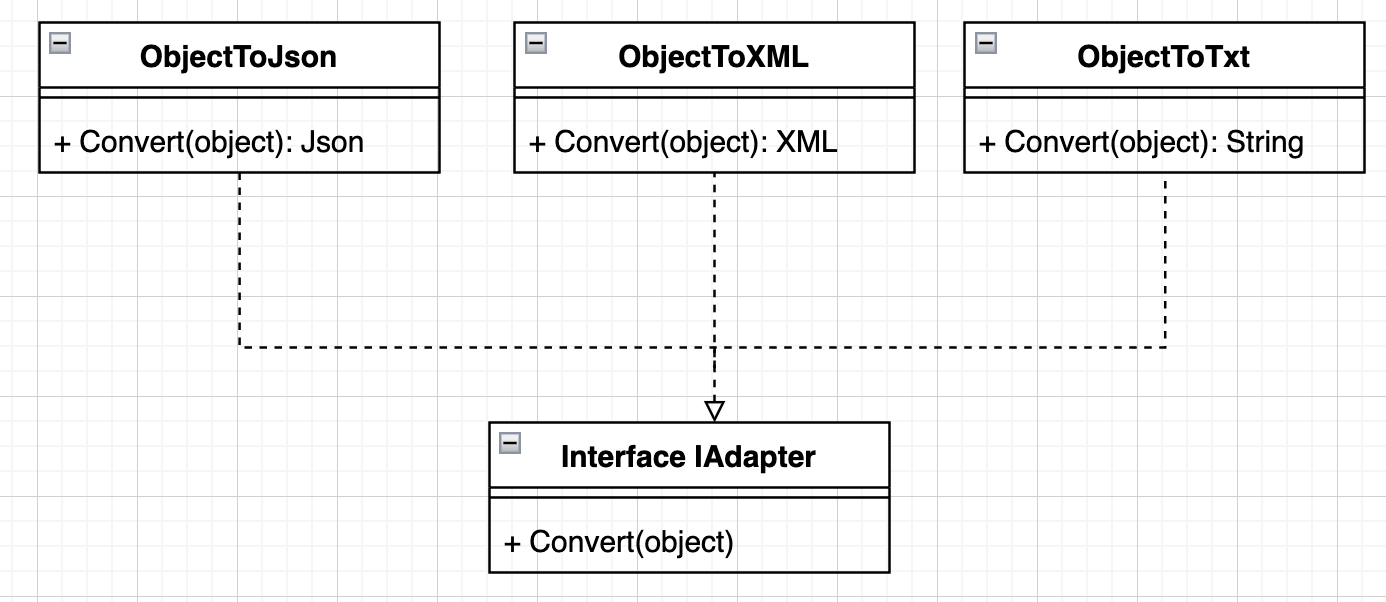 ObjectToJson
+ Convert(object): Json
ObjectToXML
+ Convert(object): XML
ObjectToTxt
+ Convert(object): String
Interface IAdapter
+ Convert(object)